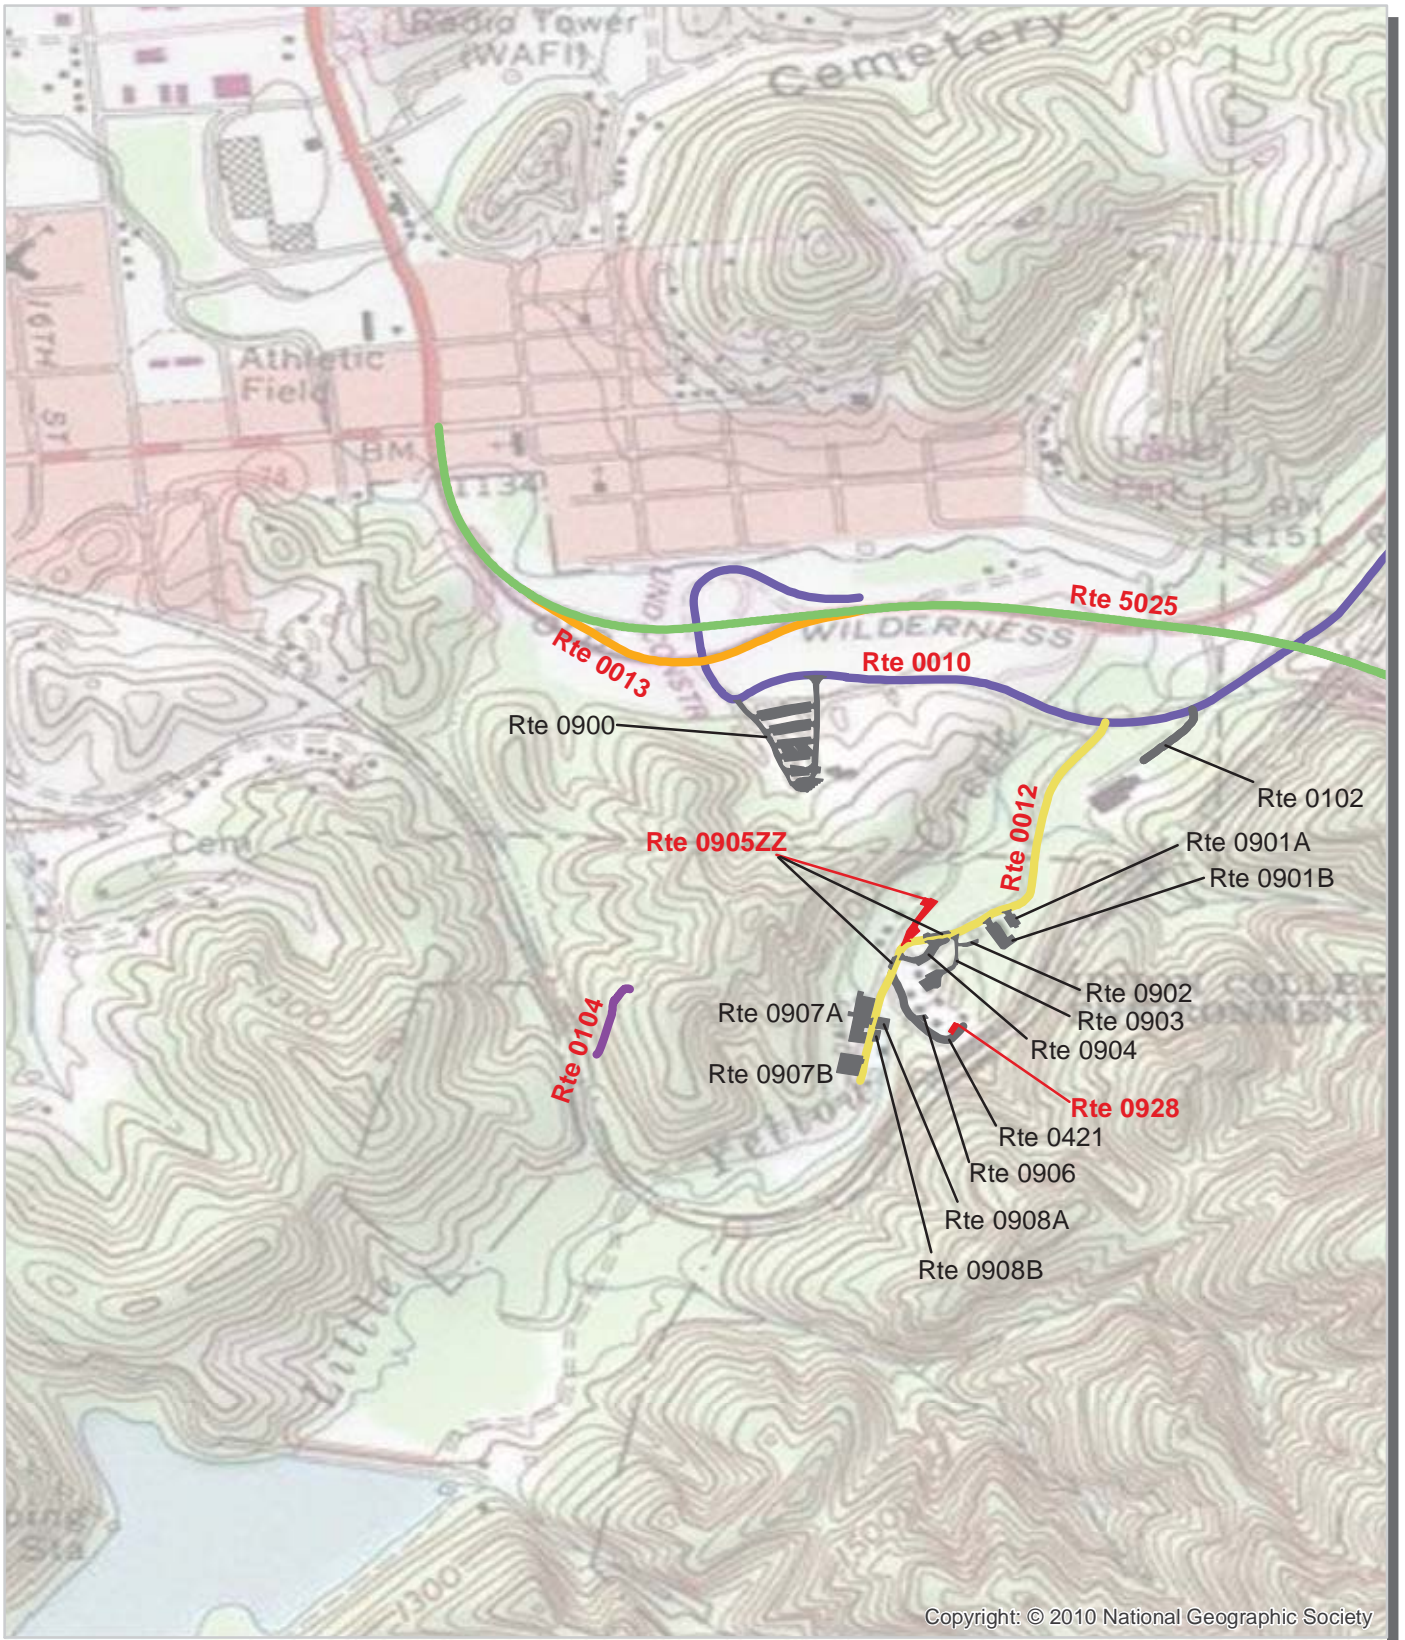 Radio Tower
(WAFI)
Cemetery
1300
16TH
ST
Athletic
Field
BM
1134
74
BM
1151
Rte 5025
WILDERNESS
Rte 0013
Rte 0010
Rte 0900
Rte 0102
Rte 0012
Cem
Rte 0905ZZ
Rte 0901A
Rte 0901B
Rte 0902
Rte 0907A
Rte 0903
Rte 0104
Rte 0904
Rte 0907B
Rte 0928
Rte 0421
Rte 0906
Rte 0908A
Rte 0908B
Little
1500
1300
Copyright: © 2010 National Geographic Society